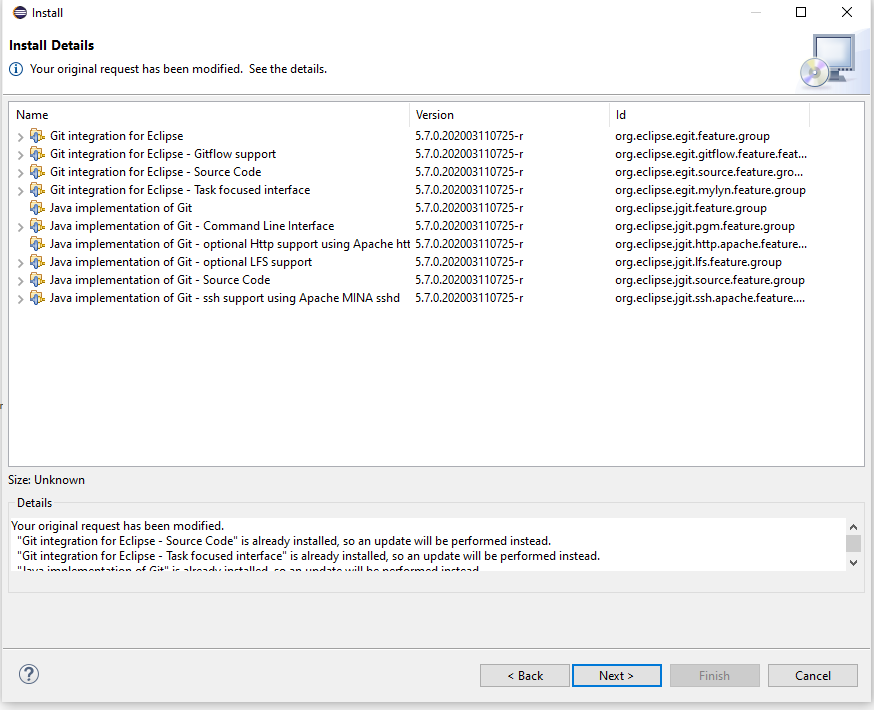 Install
Install Details
Your original request has been modified.  See the details.
Name Version Id
Git integration for Eclipse 5.7.0.202003110725-r org.eclipse.egit.feature.group
Git integration for Eclipse - Gitflow support 5.7.0.202003110725-r org.eclipse.egit.gitflow.feature.feat...
Git integration for Eclipse - Source Code 5.7.0.202003110725-r org.eclipse.egit.source.feature.gro...
Git integration for Eclipse - Task focused interface 5.7.0.202003110725-r org.eclipse.egit.mylyn.feature.group
Java implementation of Git 5.7.0.202003110725-r org.eclipse.jgit.feature.group
Java implementation of Git - Command Line Interface 5.7.0.202003110725-r org.eclipse.jgit.pgm.feature.group
Java implementation of Git - optional Http support using Apache htt 5.7.0.202003110725-r org.eclipse.jgit.http.apache.feature...
Java implementation of Git - optional LFS support 5.7.0.202003110725-r org.eclipse.jgit.lfs.feature.group
Java implementation of Git - Source Code 5.7.0.202003110725-r org.eclipse.jgit.source.feature.group
Java implementation of Git - ssh support using Apache MINA sshd 5.7.0.202003110725-r org.eclipse.jgit.ssh.apache.feature....
Size: Unknown
Details
Your original request has been modified.
"Git integration for Eclipse - Source Code" is already installed, so an update will be performed instead.
"Git integration for Eclipse - Task focused interface" is already installed, so an update will be performed instead.
"Java implementation of Git" is already installed, so an update will be performed instead.
? < Back Next > Finish Cancel